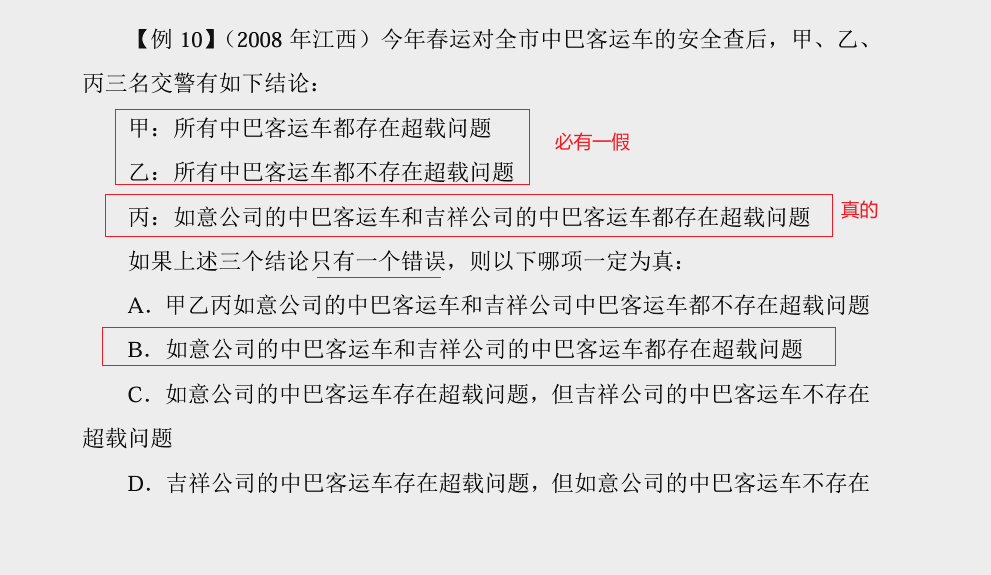 【例 10】（2008 年江西）今年春运对全市中巴客运车的安全查后，甲、乙、
丙三名交警有如下结论：
甲：所有中巴客运车都存在超载问题
必有一假
乙：所有中巴客运车都不存在超载问题
丙：如意公司的中巴客运车和吉祥公司的中巴客运车都存在超载问题
真的
如果上述三个结论只有一个错误，则以下哪项一定为真：
A．甲乙丙如意公司的中巴客运车和吉祥公司中巴客运车都不存在超载问题
B．如意公司的中巴客运车和吉祥公司的中巴客运车都存在超载问题
C．如意公司的中巴客运车存在超载问题，但吉祥公司的中巴客运车不存在
超载问题
D．吉祥公司的中巴客运车存在超载问题，但如意公司的中巴客运车不存在